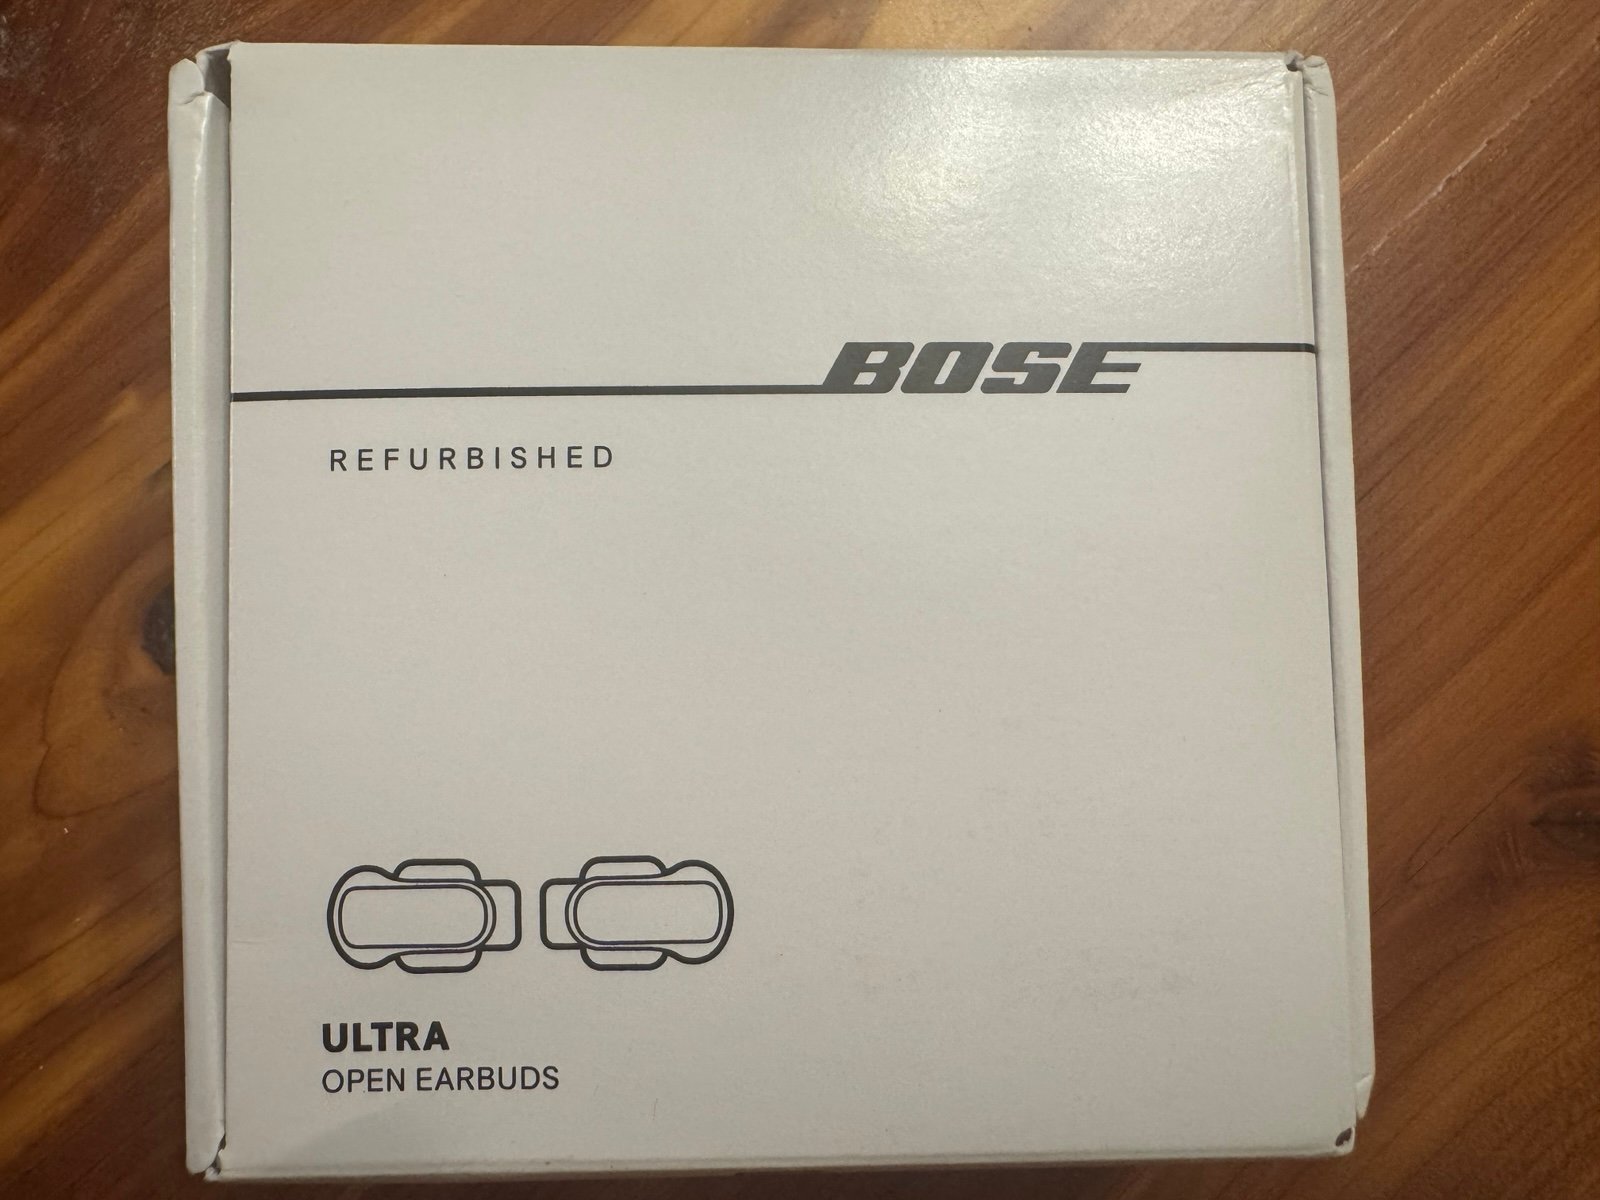 BOSE
REFURBISHED
ULTRA
OPEN EARBUDS